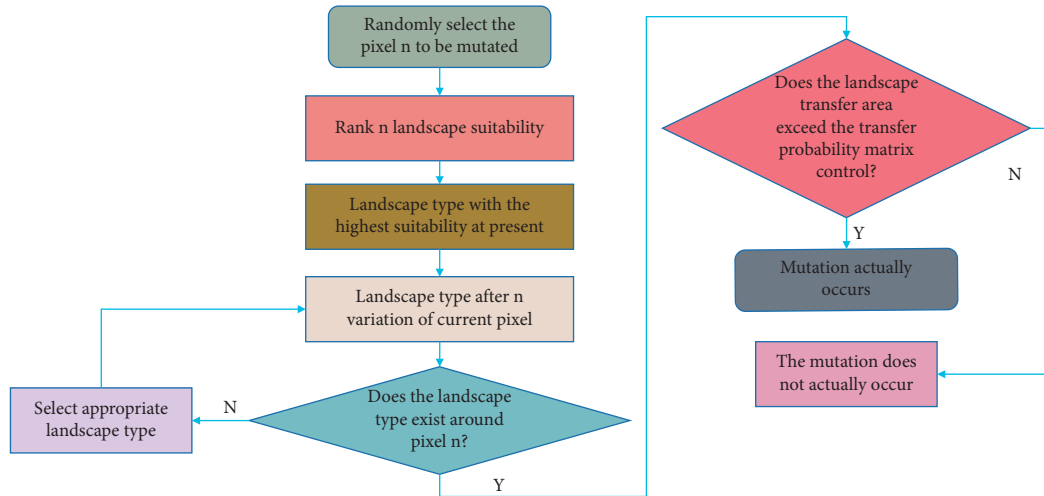 Randomly select the
pixel n to be mutated
Rank n landscape suitability
Landscape type with the
highest suitability at present
Landscape type after n
variation of current pixel
Does the landscape
type exist around
pixel n?
N
Select appropriate
landscape type
Y
Does the landscape
transfer area
exceed the transfer
probability matrix
control?
N
Y
Mutation actually
occurs
The mutation does
not actually occur